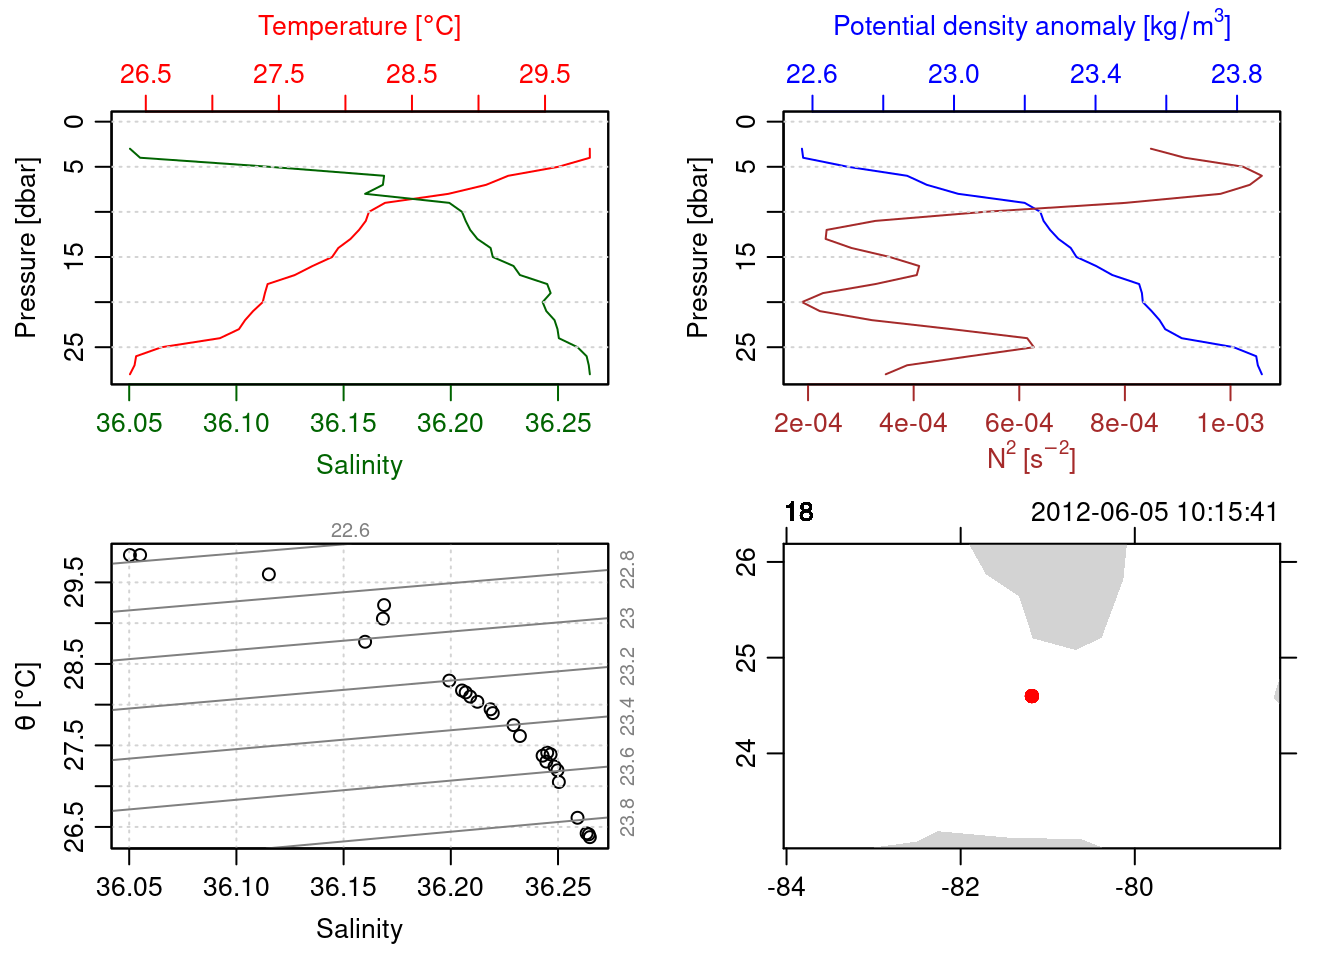 Temperature [°C]
26.5 27.5 28.5 29.5
Pressure [dbar]
0
5
15
25
36.05 36.10 36.15 36.20 36.25
Salinity
Potential density anomaly [kg/m³]
22.6 23.0 23.4 23.8
Pressure [dbar]
0
5
15
25
2e-04 4e-04 6e-04 8e-04 1e-03
N² [s⁻²]
22.6
θ [°C]
29.5
28.5
27.5
26.5
22.8
23
23.2
23.4
23.6
23.8
36.05 36.10 36.15 36.20 36.25
Salinity
18 2012-06-05 10:15:41
26
25
24
-84 -82 -80